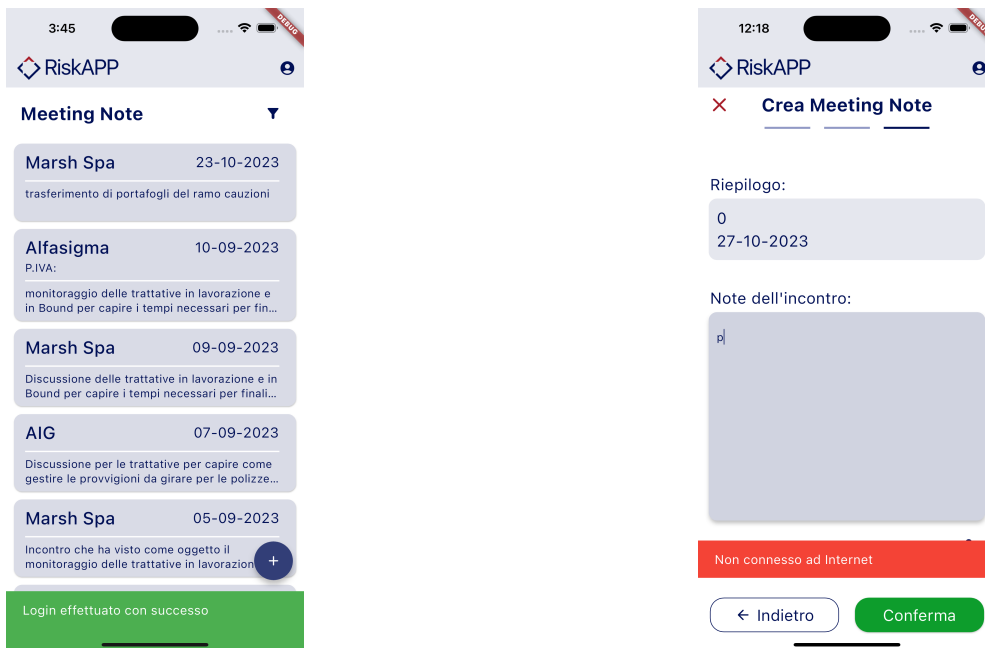 3:45
DEBUG
RiskAPP
Meeting Note
Marsh Spa 23-10-2023
trasferimento di portafogli del ramo cauzioni
Alfasigma 10-09-2023
P.IVA:
monitoraggio delle trattative in lavorazione e
in Bound per capire i tempi necessari per fin...
Marsh Spa 09-09-2023
Discussione delle trattative in lavorazione e in
Bound per capire i tempi necessari per finali...
AIG 07-09-2023
Discussione per le trattative per capire come
gestire le provvigioni da girare per le polizze...
Marsh Spa 05-09-2023
Incontro che ha visto come oggetto il
monitoraggio delle trattative in lavorazion
+
Login effettuato con successo
12:18
DEBUG
RiskAPP
Crea Meeting Note
Riepilogo:
0
27-10-2023
Note dell'incontro:
p
Non connesso ad Internet
← Indietro
Conferma